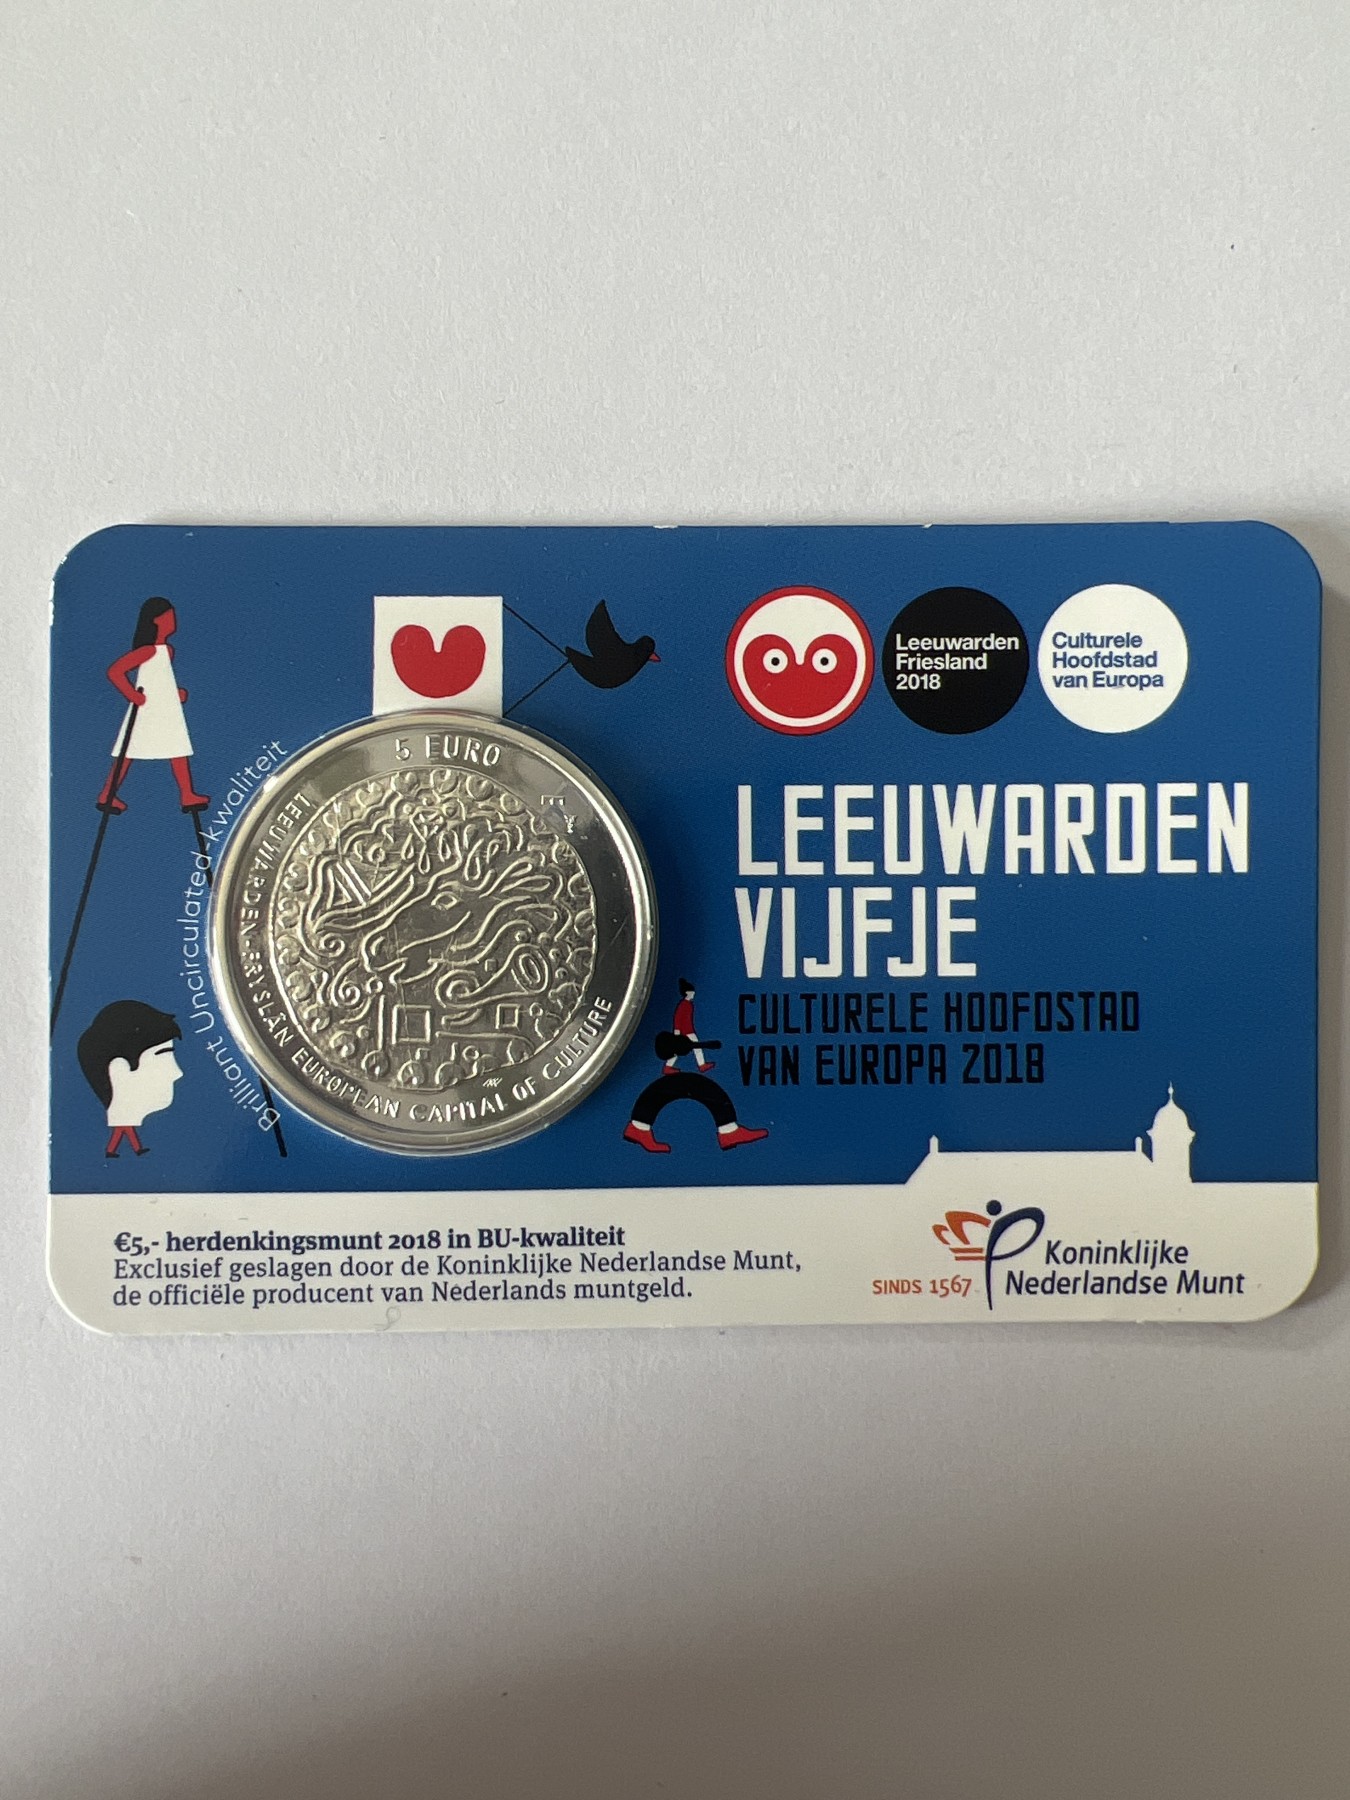 Leeuwarden
Friesland
2018
Culturele
Hoofdstad
van Europa
5 EURO
LEEUWARDEN-FRYSLÂN EUROPEAN CAPITAL OF CULTURE
Brilliant Uncirculated-kwaliteit
LEEUWARDEN
VIJFJE
CULTURELE HOOFDSTAD
VAN EUROPA 2018
€5,- herdenkingsmunt 2018 in BU-kwaliteit
Exclusief geslagen door de Koninklijke Nederlandse Munt,
de officiële producent van Nederlands muntgeld.
SINDS 1567
Koninklijke
Nederlandse Munt